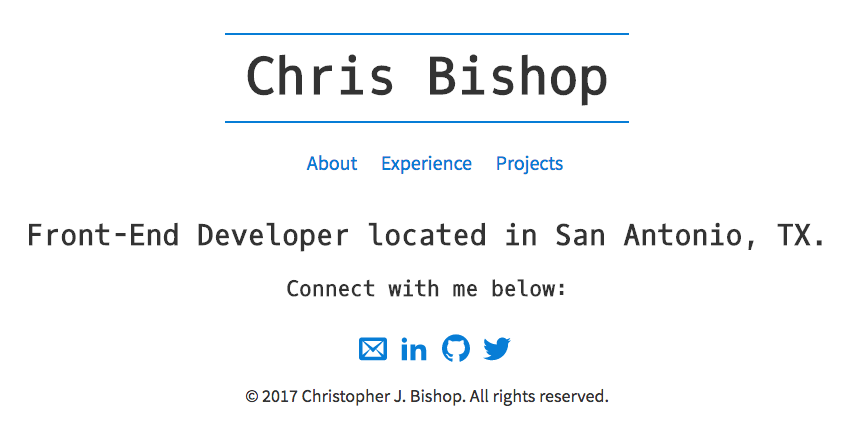 Chris Bishop
About Experience Projects
Front-End Developer located in San Antonio, TX.
Connect with me below:
in
© 2017 Christopher J. Bishop. All rights reserved.